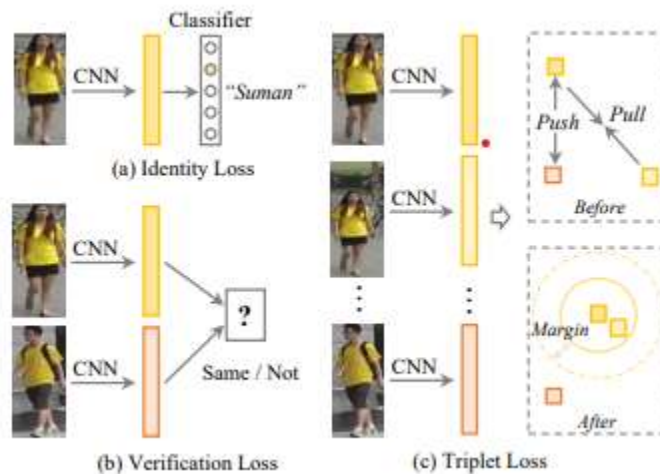 Classifier
CNN
"Suman"
(a) Identity Loss
CNN
CNN
?
Same / Not
(b) Verification Loss
CNN
CNN
CNN
Push
Pull
Before
Margin
After
(c) Triplet Loss